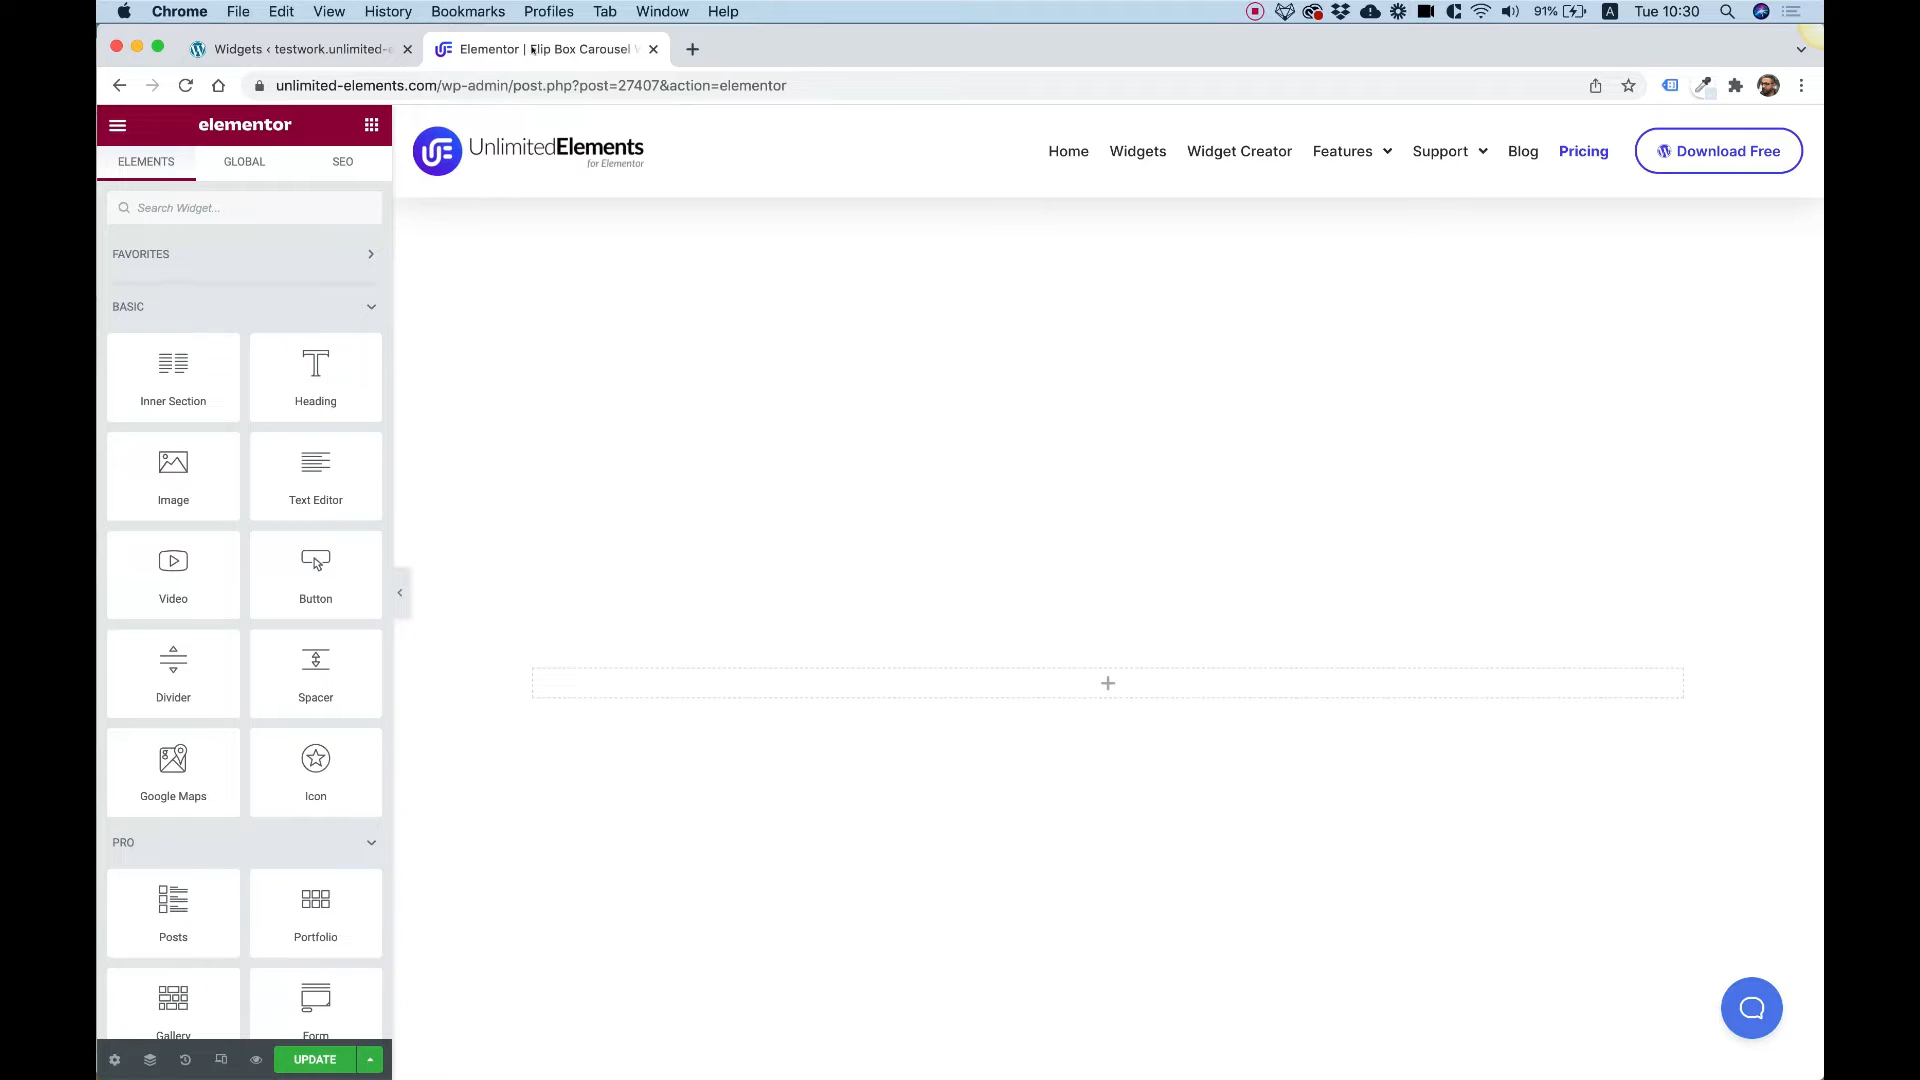 Chrome File Edit View History Bookmarks Profiles Tab Window Help 91% A Tue 10:30
Widgets ‹ testwork.unlimited-e
Elementor | Flip Box Carousel W
unlimited-elements.com/wp-admin/post.php?post=27407&action=elementor
elementor
ELEMENTS GLOBAL SEO
Search Widget...
FAVORITES
BASIC
Inner Section Heading
Image Text Editor
Video Button
Divider Spacer
Google Maps Icon
PRO
Posts Portfolio
Gallery Form
UPDATE
UE UnlimitedElements
for Elementor
Home Widgets Widget Creator Features Support Blog Pricing Download Free